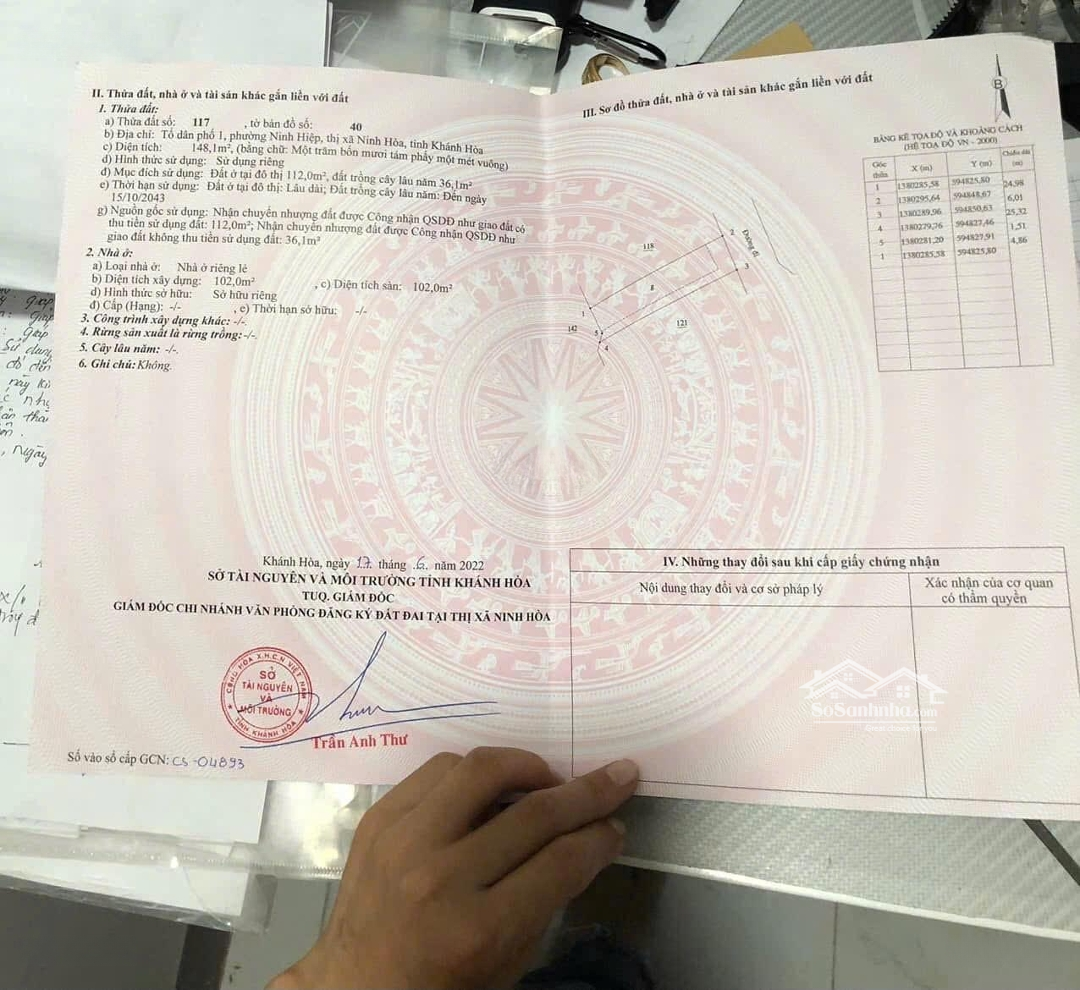 II. Thửa đất, nhà ở và tài sản khác gắn liền với đất
1. Thửa đất:
a) Thửa đất số: 117 , tờ bản đồ số: 40
b) Địa chỉ: Tổ dân phố 1, phường Ninh Hiệp, thị xã Ninh Hòa, tỉnh Khánh Hòa
c) Diện tích: 148,1m², (bằng chữ: Một trăm bốn mươi tám phẩy một mét vuông)
d) Hình thức sử dụng: Sử dụng riêng
đ) Mục đích sử dụng: Đất ở tại đô thị 112,0m², đất trồng cây lâu năm 36,1m²
e) Thời hạn sử dụng: Đất ở tại đô thị: Lâu dài; Đất trồng cây lâu năm: Đến ngày
15/10/2043
g) Nguồn gốc sử dụng: Nhận chuyển nhượng đất được Công nhận QSDĐ như giao đất có
thu tiền sử dụng đất: 112,0m²; Nhận chuyển nhượng đất được Công nhận QSDĐ như
giao đất không thu tiền sử dụng đất: 36,1m²
2. Nhà ở:
a) Loại nhà ở: Nhà ở riêng lẻ
b) Diện tích xây dựng: 102,0m² , c) Diện tích sàn: 102,0m²
d) Hình thức sở hữu: Sở hữu riêng
đ) Cấp (Hạng): -/- , e) Thời hạn sở hữu: -/-
3. Công trình xây dựng khác: -/-.
4. Rừng sản xuất là rừng trồng: -/-.
5. Cây lâu năm: -/-.
6. Ghi chú: Không.
Khánh Hòa, ngày 17 tháng 6 năm 2022
SỞ TÀI NGUYÊN VÀ MÔI TRƯỜNG TỈNH KHÁNH HÒA
TUQ. GIÁM ĐỐC
GIÁM ĐỐC CHI NHÁNH VĂN PHÒNG ĐĂNG KÝ ĐẤT ĐAI TẠI THỊ XÃ NINH HÒA
CỘNG HÒA X.H.C.N VIỆT NAM
SỞ
TÀI NGUYÊN
VÀ
MÔI TRƯỜNG
TỈNH KHÁNH HÒA
Trần Anh Thư
Số vào sổ cấp GCN: CS-04893
III. Sơ đồ thửa đất, nhà ở và tài sản khác gắn liền với đất
B
118
2
Đường đi
3
8
1
142
5
4
121
BẢNG KÊ TỌA ĐỘ VÀ KHOẢNG CÁCH
(HỆ TỌA ĐỘ VN - 2000)
Góc thửa X (m) Y (m) Chiều dài (m)
1 1380285,58 594825,80 24,98
2 1380295,64 594848,67 6,01
3 1380289,96 594850,63 25,32
4 1380279,76 594827,46 1,51
5 1380281,20 594827,91 4,86
1 1380285,58 594825,80
IV. Những thay đổi sau khi cấp giấy chứng nhận
Nội dung thay đổi và cơ sở pháp lý
Xác nhận của cơ quan
có thẩm quyền
SoSanhnha.com